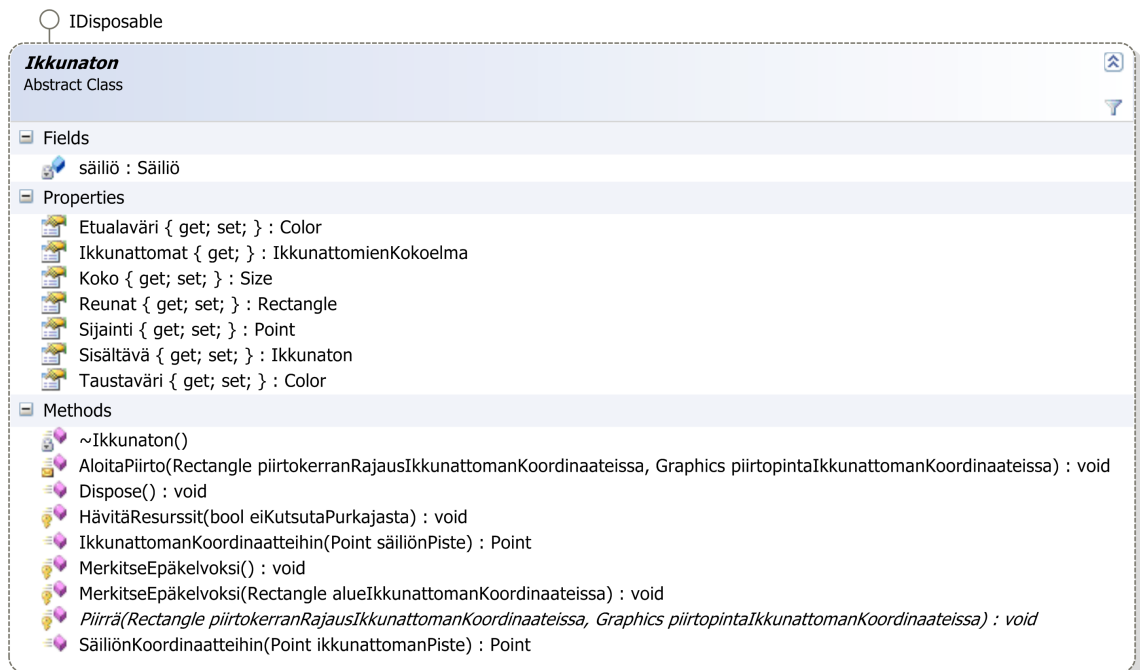 IDisposable
Ikkunaton
Abstract Class
Fields
säiliö : Säiliö
Properties
Etualaväri { get; set; } : Color
Ikkunattomat { get; } : IkkunattomienKokoelma
Koko { get; set; } : Size
Reunat { get; set; } : Rectangle
Sijainti { get; set; } : Point
Sisältävä { get; set; } : Ikkunaton
Taustaväri { get; set; } : Color
Methods
~Ikkunaton()
AloitaPiirto(Rectangle piirtokerranRajausIkkunattomanKoordinaateissa, Graphics piirtopintaIkkunattomanKoordinaateissa) : void
Dispose() : void
HävitäResurssit(bool eiKutsutaPurkajasta) : void
IkkunattomanKoordinaatteihin(Point säiliönPiste) : Point
MerkitseEpäkelvoksi() : void
MerkitseEpäkelvoksi(Rectangle alueIkkunattomanKoordinaateissa) : void
Piirrä(Rectangle piirtokerranRajausIkkunattomanKoordinaateissa, Graphics piirtopintaIkkunattomanKoordinaateissa) : void
SäiliönKoordinaatteihin(Point ikkunattomanPiste) : Point